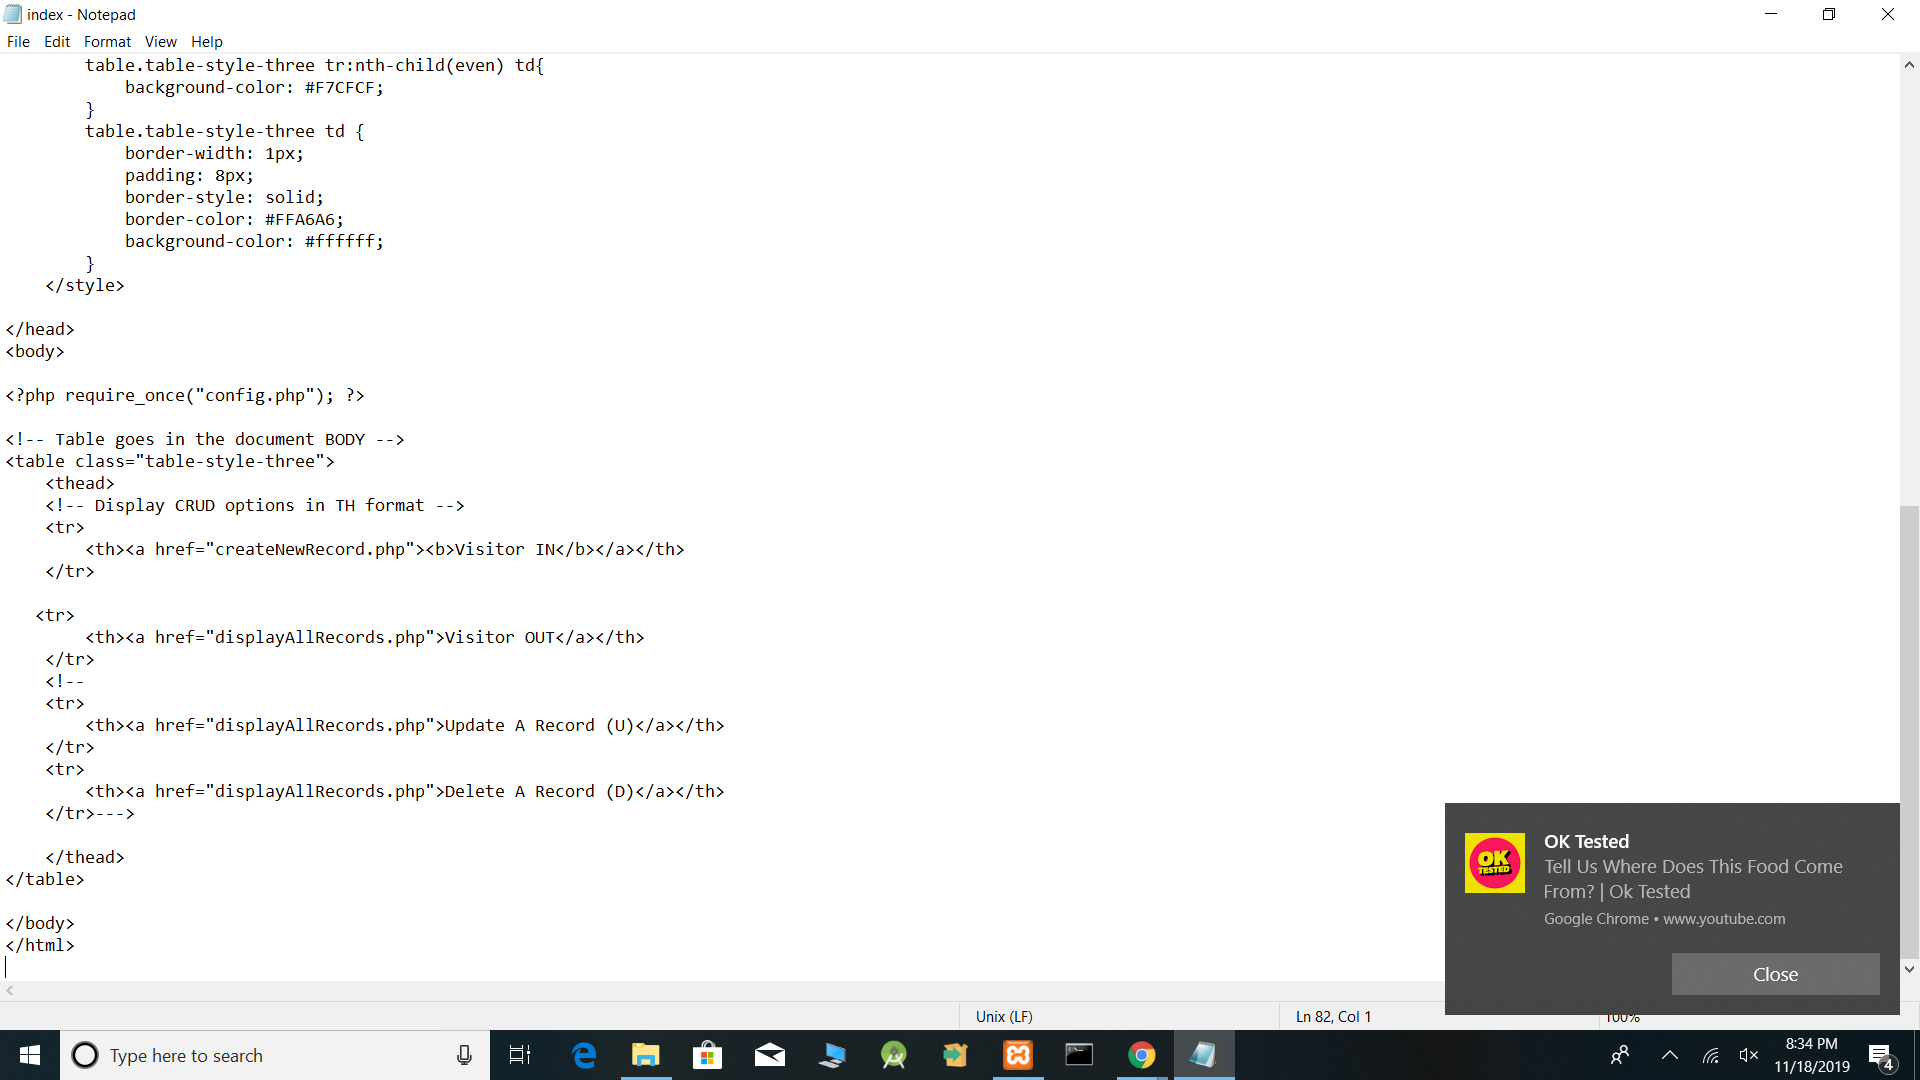 index - Notepad
File Edit Format View Help
        table.table-style-three tr:nth-child(even) td{
            background-color: #F7CFCF;
        }
        table.table-style-three td {
            border-width: 1px;
            padding: 8px;
            border-style: solid;
            border-color: #FFA6A6;
            background-color: #ffffff;
        }
    </style>

</head>
<body>

<?php require_once("config.php"); ?>

<!-- Table goes in the document BODY -->
<table class="table-style-three">
    <thead>
    <!-- Display CRUD options in TH format -->
    <tr>
        <th><a href="createNewRecord.php"><b>Visitor IN</b></a></th>
    </tr>

   <tr>
        <th><a href="displayAllRecords.php">Visitor OUT</a></th>
    </tr>
    <!--
    <tr>
        <th><a href="displayAllRecords.php">Update A Record (U)</a></th>
    </tr>
    <tr>
        <th><a href="displayAllRecords.php">Delete A Record (D)</a></th>
    </tr>--->

    </thead>
</table>

</body>
</html>
OK TESTED
OK Tested
Tell Us Where Does This Food Come
From? | Ok Tested
Google Chrome • www.youtube.com
Close
Unix (LF)
Ln 82, Col 1
100%
Type here to search
8:34 PM
11/18/2019
4